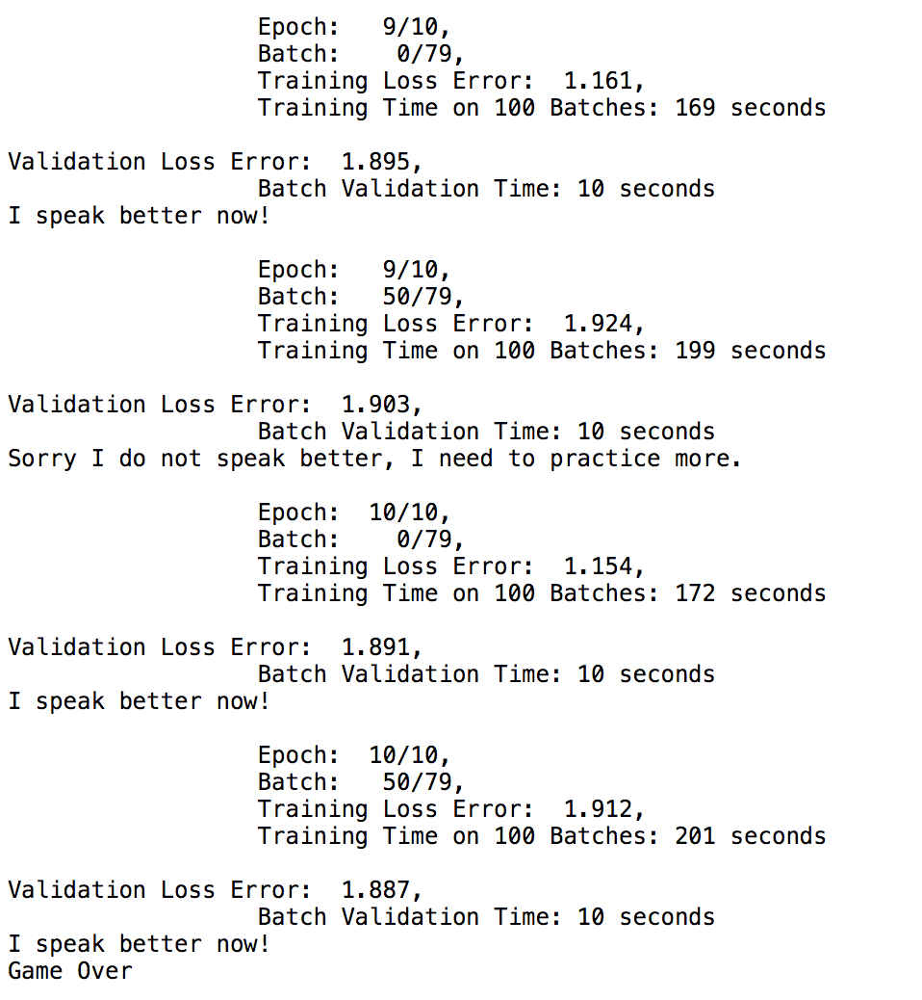 Epoch:   9/10,
Batch:    0/79,
Training Loss Error:  1.161,
Training Time on 100 Batches: 169 seconds
Validation Loss Error:  1.895,
Batch Validation Time: 10 seconds
I speak better now!
Epoch:   9/10,
Batch:   50/79,
Training Loss Error:  1.924,
Training Time on 100 Batches: 199 seconds
Validation Loss Error:  1.903,
Batch Validation Time: 10 seconds
Sorry I do not speak better, I need to practice more.
Epoch:  10/10,
Batch:    0/79,
Training Loss Error:  1.154,
Training Time on 100 Batches: 172 seconds
Validation Loss Error:  1.891,
Batch Validation Time: 10 seconds
I speak better now!
Epoch:  10/10,
Batch:   50/79,
Training Loss Error:  1.912,
Training Time on 100 Batches: 201 seconds
Validation Loss Error:  1.887,
Batch Validation Time: 10 seconds
I speak better now!
Game Over